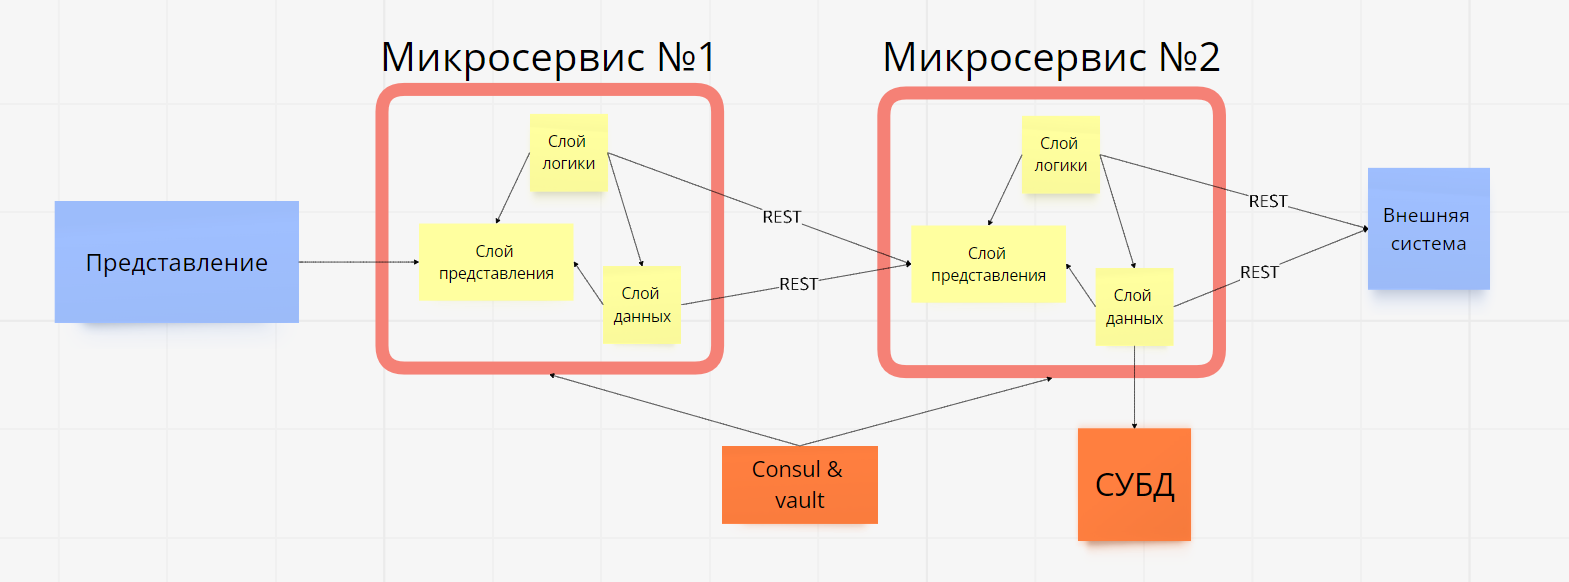 Микросервис №1
Микросервис №2
Слой
логики
Слой
логики
REST
REST
Внешняя
система
Представление
Слой
представления
Слой
представления
REST
REST
Слой
данных
Слой
данных
Consul &
vault
СУБД